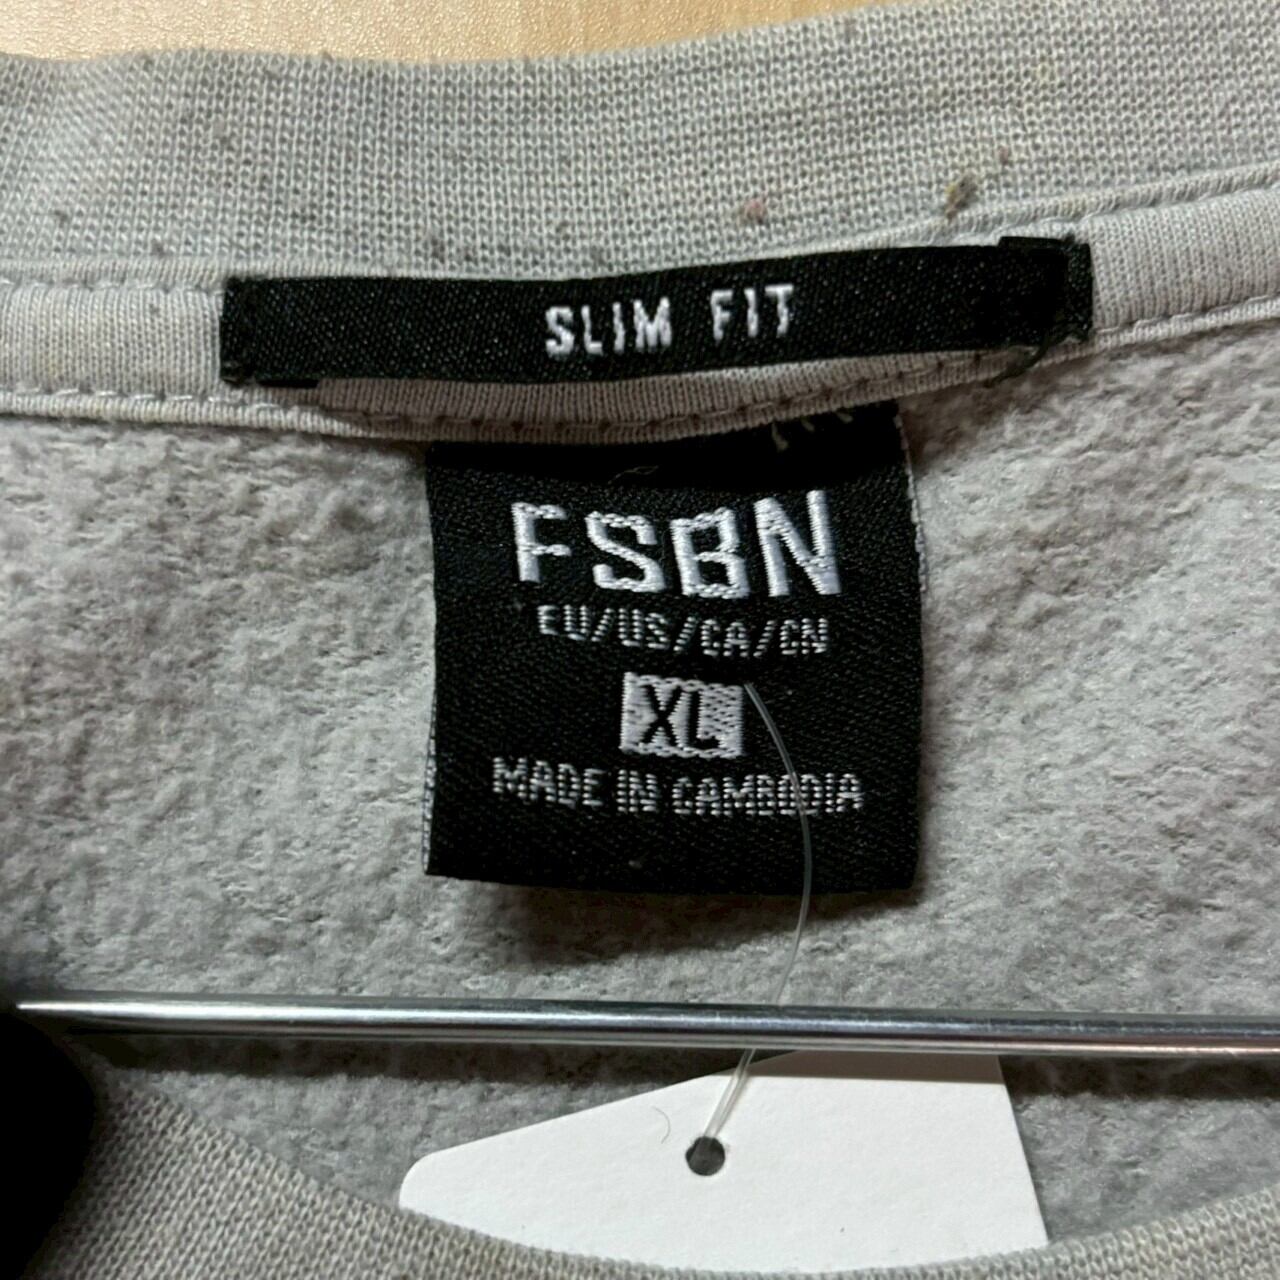 SLIM FIT
FSBN
EU/US/CA/CN
XL
MADE IN CAMBODIA